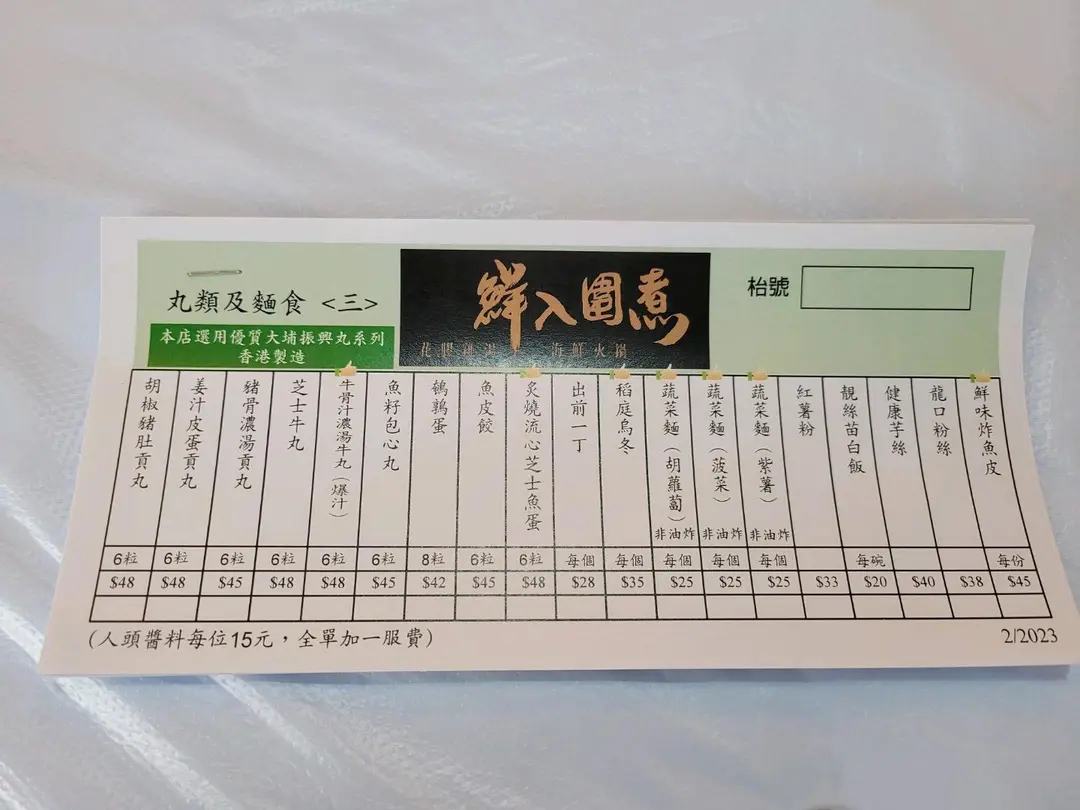 丸類及麵食 <三>
本店選用優質大埔振興丸系列
香港製造
鮮入圍煮
花膠雞湯 海鮮火鍋
枱號
胡椒豬肚貢丸
姜汁皮蛋貢丸
豬骨濃湯貢丸
芝士牛丸
牛骨汁濃湯牛丸（爆汁）
魚籽包心丸
鵪鶉蛋
魚皮餃
炙燒流心芝士魚蛋
出前一丁
稻庭烏冬
蔬菜麵（胡蘿蔔）非油炸
蔬菜麵（菠菜）非油炸
蔬菜麵（紫薯）非油炸
紅薯粉
靚絲苗白飯
健康芋絲
龍口粉絲
鮮味炸魚皮
6粒 6粒 6粒 6粒 6粒 6粒 8粒 6粒 6粒 每個 每個 每個 每個 每個 每碗 每份
$48 $48 $45 $48 $48 $45 $42 $45 $48 $28 $35 $25 $25 $25 $33 $20 $40 $38 $45
(人頭醬料每位15元，全單加一服費)
2/2023